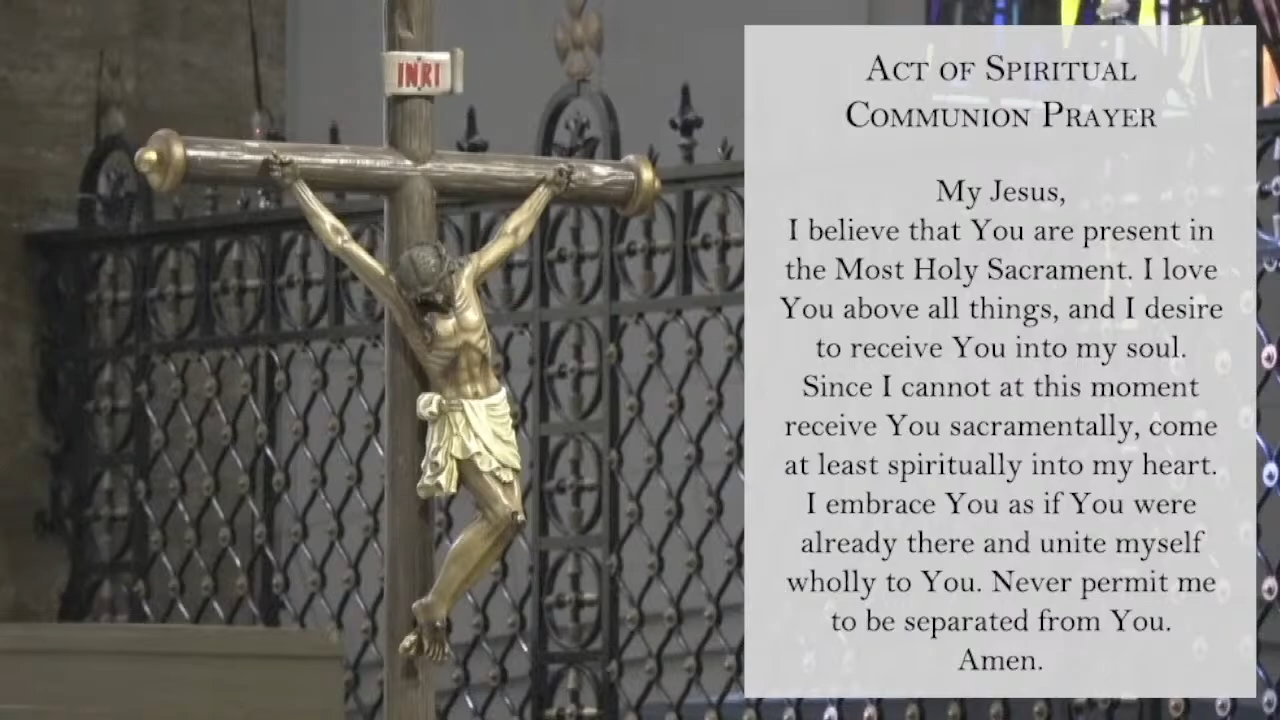 INRI
ACT OF SPIRITUAL
COMMUNION PRAYER
My Jesus,
I believe that You are present in
the Most Holy Sacrament. I love
You above all things, and I desire
to receive You into my soul.
Since I cannot at this moment
receive You sacramentally, come
at least spiritually into my heart.
I embrace You as if You were
already there and unite myself
wholly to You. Never permit me
to be separated from You.
Amen.